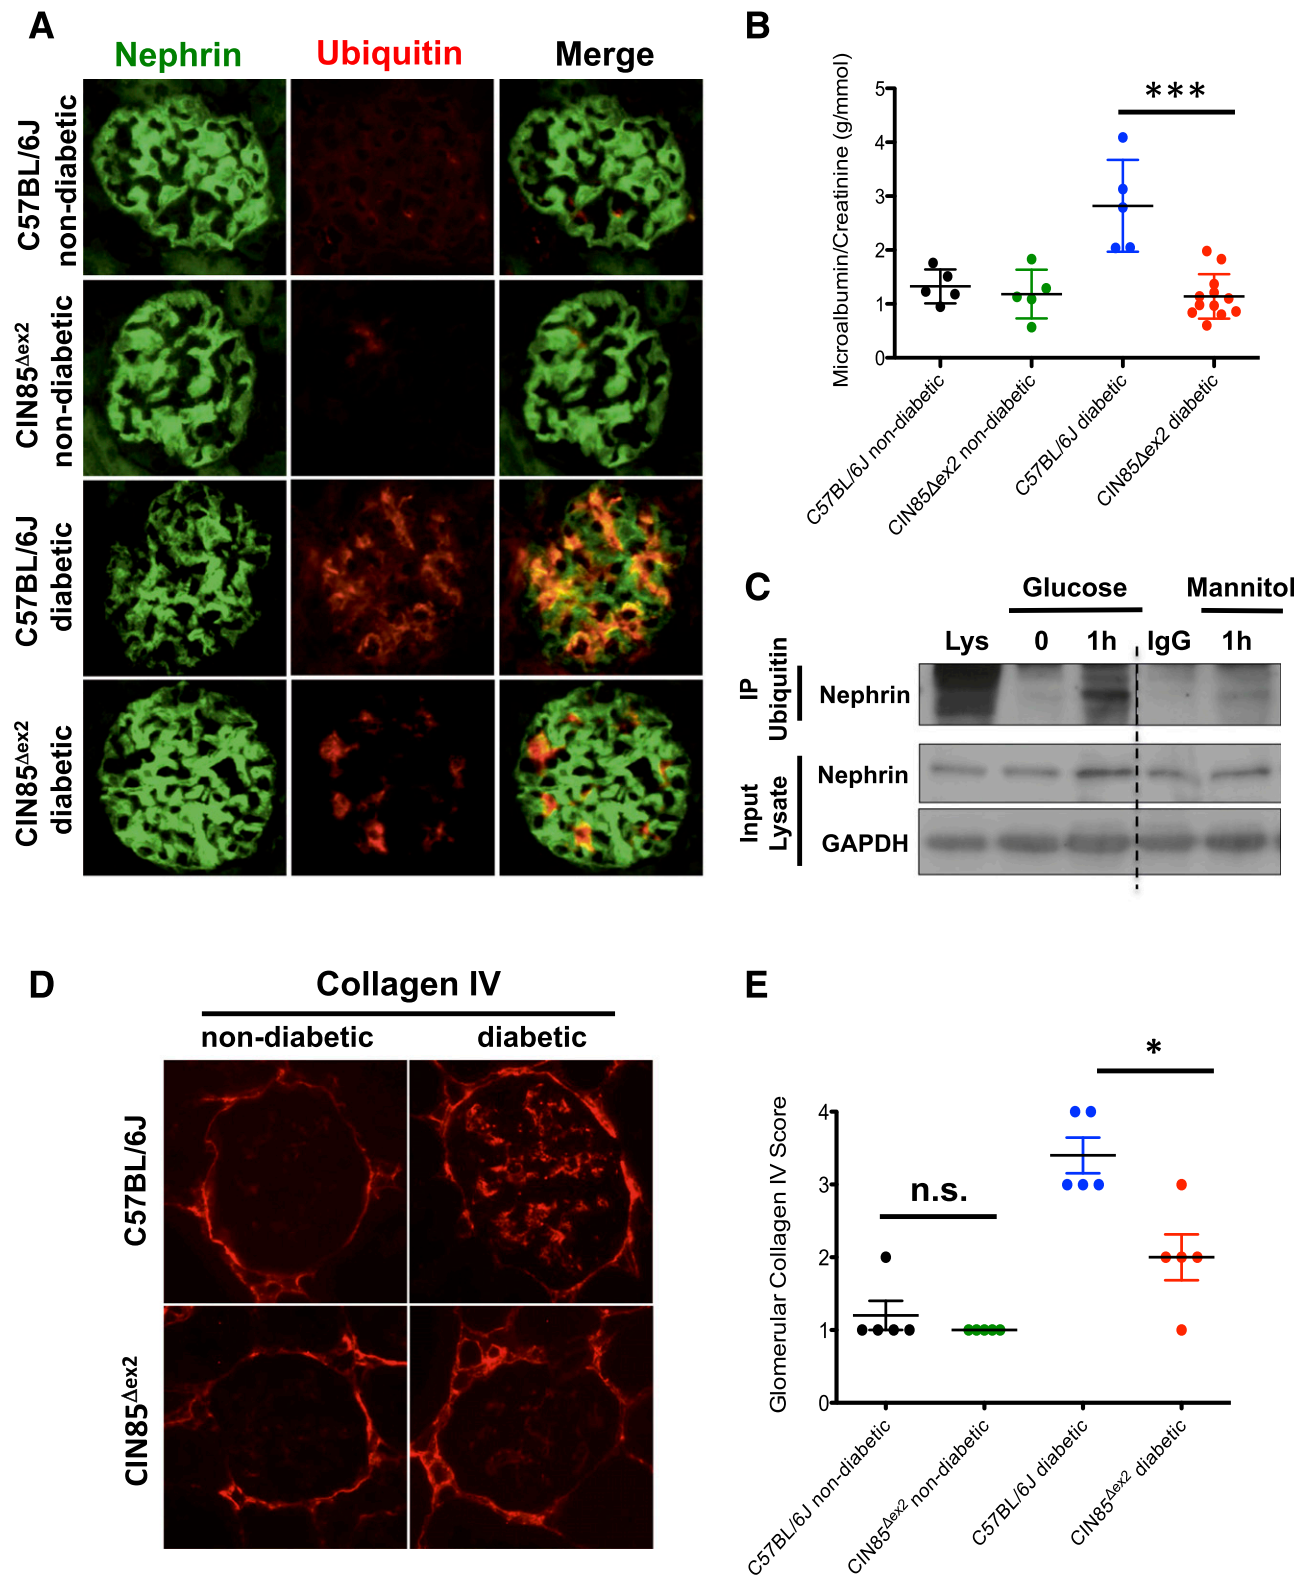 A
Nephrin Ubiquitin Merge
C57BL/6J
non-diabetic
CIN85Δex2
non-diabetic
C57BL/6J
diabetic
CIN85Δex2
diabetic
B
Microalbumin/Creatinine (g/mmol)
5
4
3
2
1
0
***
C57BL/6J non-diabetic
CIN85Δex2 non-diabetic
C57BL/6J diabetic
CIN85Δex2 diabetic
C
Glucose Mannitol
Lys 0 1h IgG 1h
IP
Ubiquitin
Nephrin
Input
Lysate
Nephrin
GAPDH
D
Collagen IV
non-diabetic diabetic
C57BL/6J
CIN85Δex2
E
Glomerular Collagen IV Score
4
3
2
1
0
n.s.
*
C57BL/6J non-diabetic
CIN85Δex2 non-diabetic
C57BL/6J diabetic
CIN85Δex2 diabetic